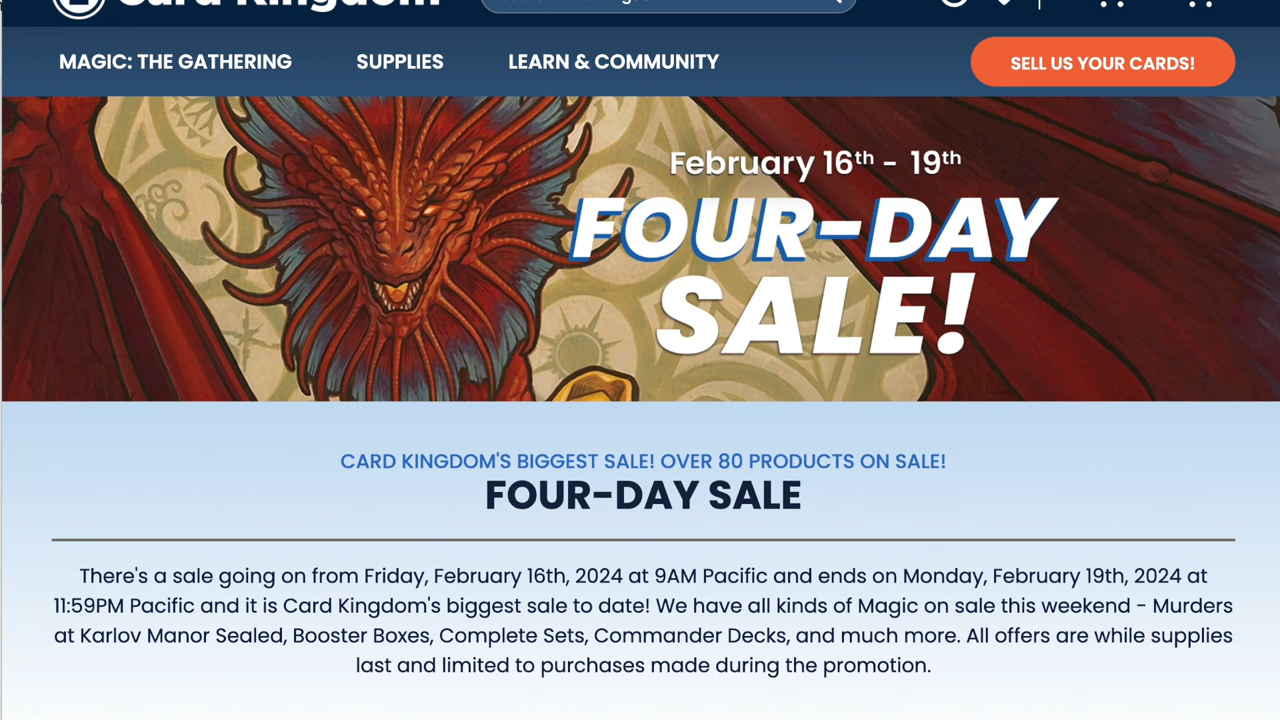 Card Kingdom
MAGIC: THE GATHERING
SUPPLIES
LEARN & COMMUNITY
SELL US YOUR CARDS!
February 16th - 19th
FOUR-DAY
SALE!
CARD KINGDOM'S BIGGEST SALE! OVER 80 PRODUCTS ON SALE!
FOUR-DAY SALE
There's a sale going on from Friday, February 16th, 2024 at 9AM Pacific and ends on Monday, February 19th, 2024 at
11:59PM Pacific and it is Card Kingdom's biggest sale to date! We have all kinds of Magic on sale this weekend - Murders
at Karlov Manor Sealed, Booster Boxes, Complete Sets, Commander Decks, and much more. All offers are while supplies
last and limited to purchases made during the promotion.